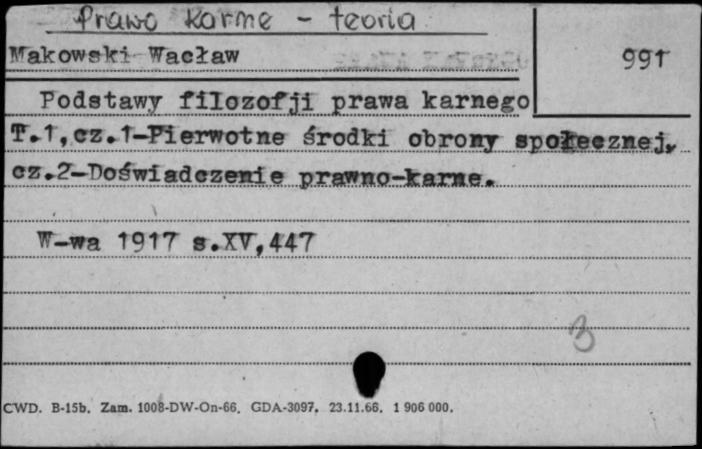 Prawo karne - teoria
Makowski Wacław
991
Podstawy filozofji prawa karnego
T.1,cz.1-Pierwotne środki obrony społecznej,
cz.2-Doświadczenie prawno-karne.
W-wa 1917 s.XV,447
3
CWD. B-15b. Zam. 1008-DW-On-66. GDA-3097. 23.11.66. 1 906 000.